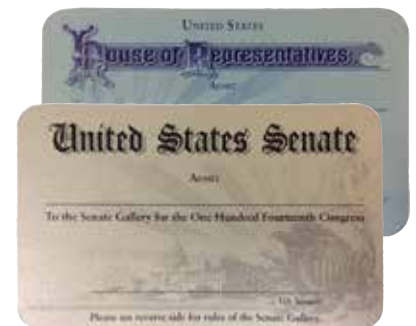 UNITED STATES
House of Representatives
ADMIT
United States Senate
ADMIT
To the Senate Gallery for the One Hundred Fourteenth Congress
U.S. Senator
Please see reverse side for rules of the Senate Gallery.